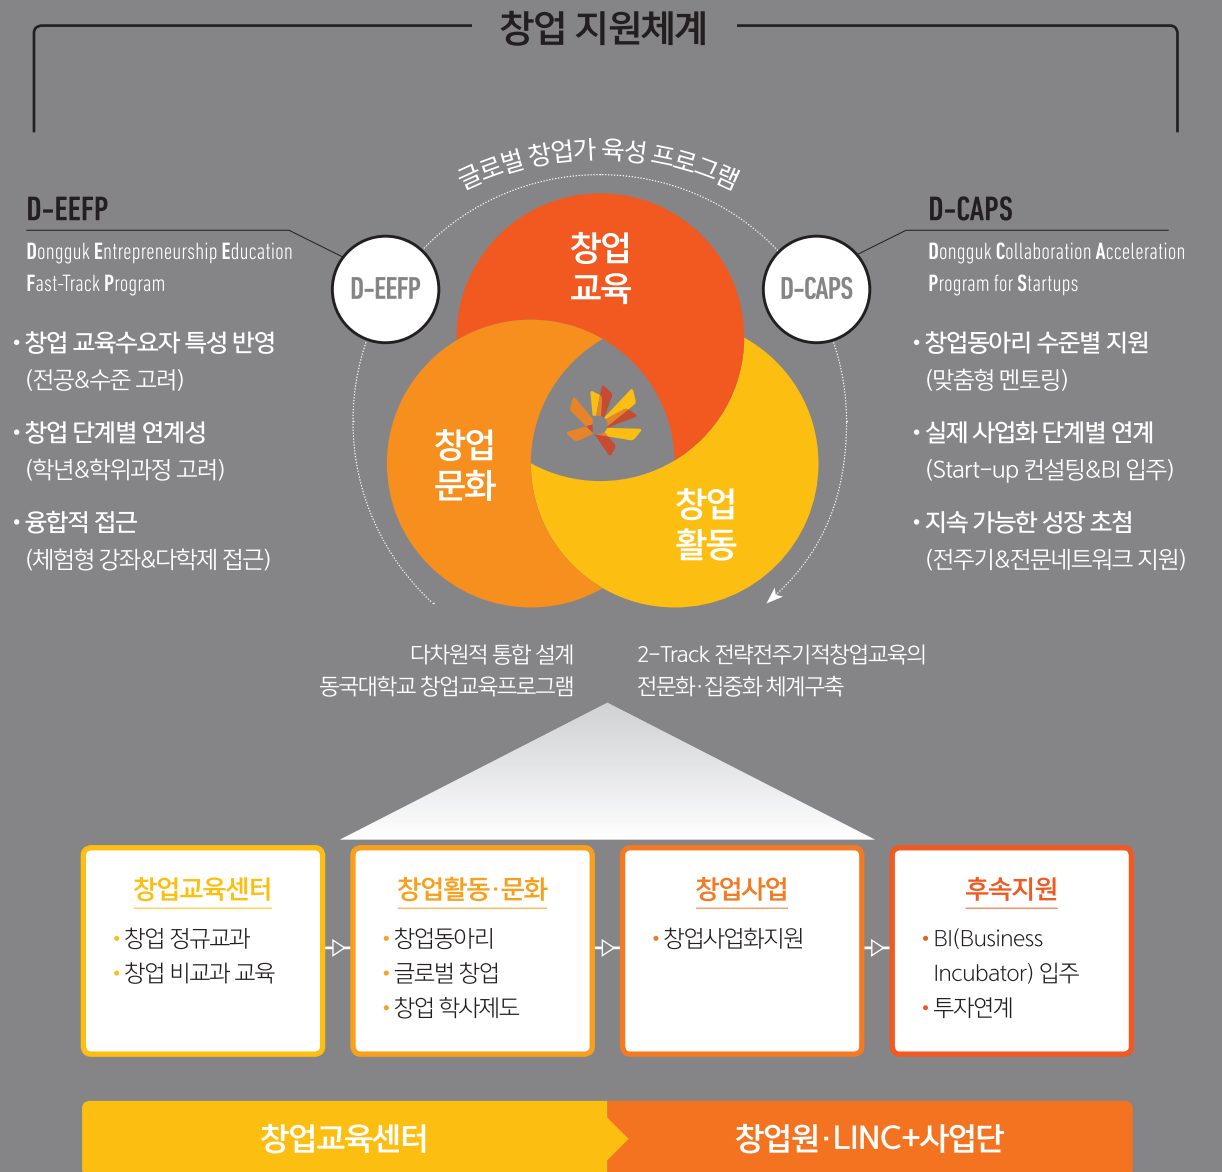 창업 지원체계
글로벌 창업가 육성 프로그램
D-EEFP
Dongguk Entrepreneurship Education
Fast-Track Program
• 창업 교육수요자 특성 반영
(전공&수준 고려)
• 창업 단계별 연계성
(학년&학위과정 고려)
• 융합적 접근
(체험형 강좌&다학제 접근)
D-EEFP
창업
교육
창업
문화
창업
활동
D-CAPS
D-CAPS
Dongguk Collaboration Acceleration
Program for Startups
• 창업동아리 수준별 지원
(맞춤형 멘토링)
• 실제 사업화 단계별 연계
(Start-up 컨설팅&BI 입주)
• 지속 가능한 성장 초첨
(전주기&전문네트워크 지원)
다차원적 통합 설계
동국대학교 창업교육프로그램
2-Track 전략전주기적창업교육의
전문화·집중화 체계구축
창업교육센터
• 창업 정규교과
• 창업 비교과 교육
창업활동·문화
• 창업동아리
• 글로벌 창업
• 창업 학사제도
창업사업
• 창업사업화지원
후속지원
• BI(Business
Incubator) 입주
• 투자연계
창업교육센터
창업원·LINC+사업단